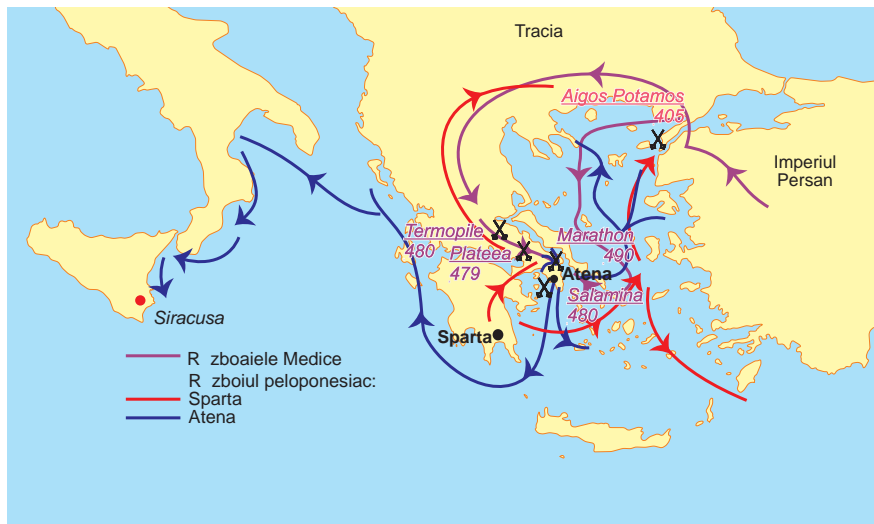 Tracia
Aigos Potamos
405
Imperiul
Persan
Termopile
480
Plateea
479
Marathon
490
Atena
Salamina
480
Siracusa
Sparta
R zboaiele Medice
R zboiul peloponesiac:
Sparta
Atena